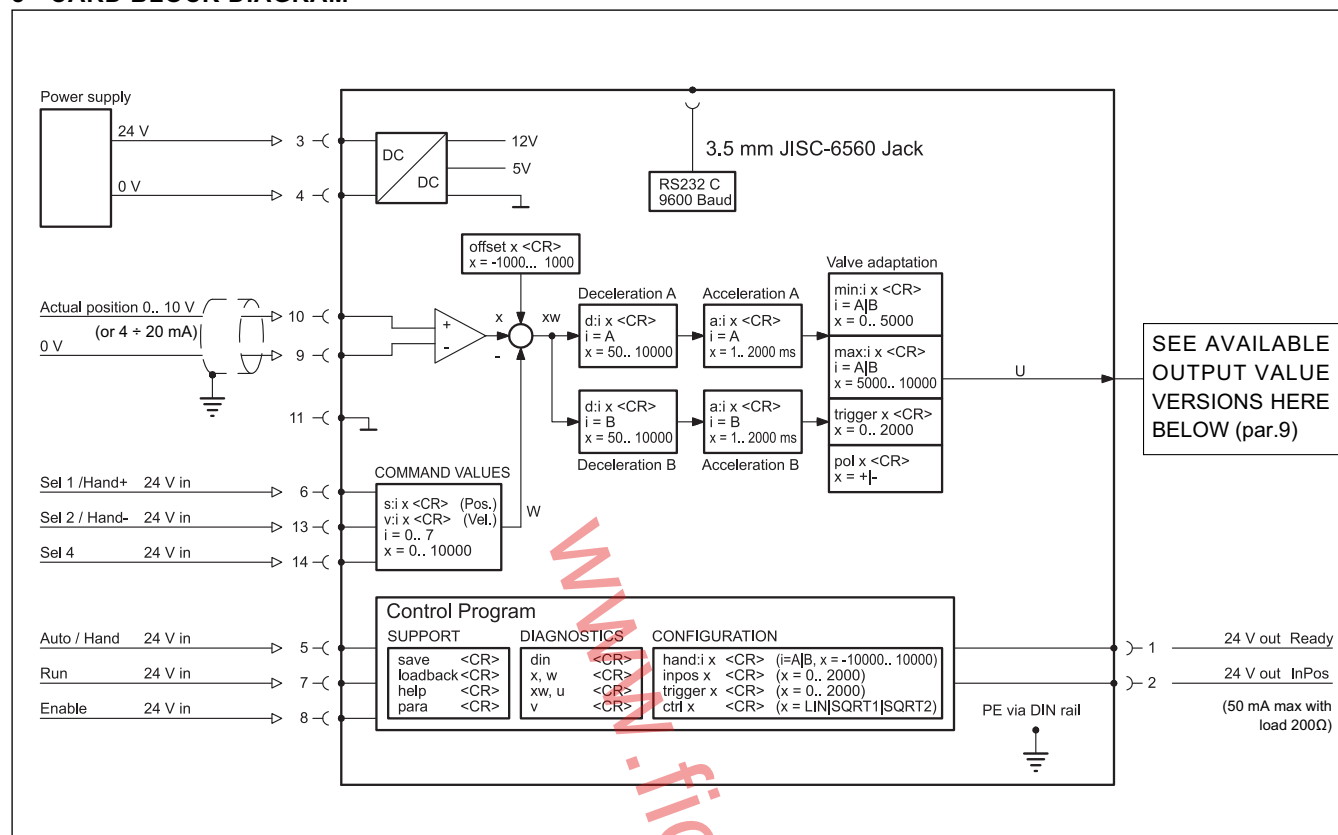 CARD BLOCK DIAGRAM
Power supply
24 V
0 V
3
4
DC
DC
12V
5V
3.5 mm JISC-6560 Jack
RS232 C
9600 Baud
offset x <CR>
x = -1000... 1000
Actual position 0.. 10 V
(or 4 ÷ 20 mA)
0 V
10
9
11
+
-
x
-
xw
W
Deceleration A
d:i x <CR>
i = A
x = 50.. 10000
Acceleration A
a:i x <CR>
i = A
x = 1.. 2000 ms
d:i x <CR>
i = B
x = 50.. 10000
Deceleration B
a:i x <CR>
i = B
x = 1.. 2000 ms
Acceleration B
Valve adaptation
min:i x <CR>
i = A|B
x = 0.. 5000
max:i x <CR>
i = A|B
x = 5000.. 10000
trigger x <CR>
x = 0.. 2000
pol x <CR>
x = +|-
U
SEE AVAILABLE
OUTPUT VALUE
VERSIONS HERE
BELOW (par.9)
Sel 1 /Hand+ 24 V in 6
Sel 2 / Hand- 24 V in 13
Sel 4 24 V in 14
COMMAND VALUES
s:i x <CR> (Pos.)
v:i x <CR> (Vel.)
i = 0.. 7
x = 0.. 10000
Auto / Hand 24 V in 5
Run 24 V in 7
Enable 24 V in 8
Control Program
SUPPORT
save <CR>
loadback <CR>
help <CR>
para <CR>
DIAGNOSTICS
din <CR>
x, w <CR>
xw, u <CR>
v <CR>
CONFIGURATION
hand:i x <CR> (i=A|B, x = -10000.. 10000)
inpos x <CR> (x = 0.. 2000)
trigger x <CR> (x = 0.. 2000)
ctrl x <CR> (x = LIN|SQRT1|SQRT2)
1 24 V out Ready
2 24 V out InPos
(50 mA max with
load 200Ω)
PE via DIN rail